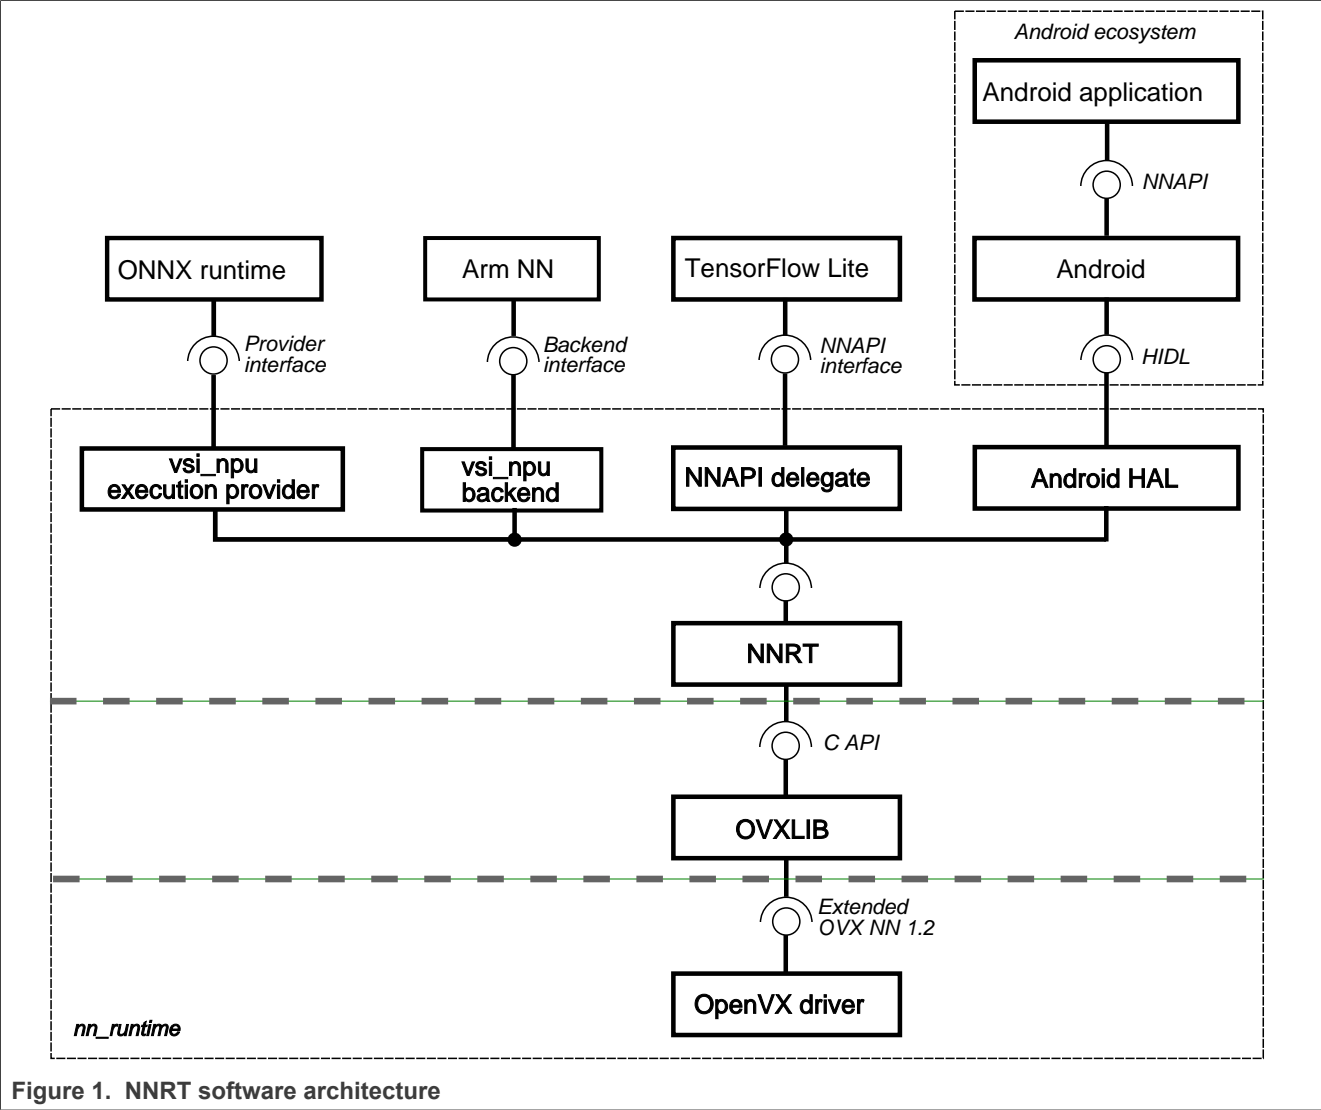 Android ecosystem
Android application
NNAPI
ONNX runtime
Arm NN
TensorFlow Lite
Android
Provider
interface
Backend
interface
NNAPI
interface
HIDL
vsi_npu
execution provider
vsi_npu
backend
NNAPI delegate
Android HAL
NNRT
C API
OVXLIB
Extended
OVX NN 1.2
OpenVX driver
nn_runtime
Figure 1. NNRT software architecture